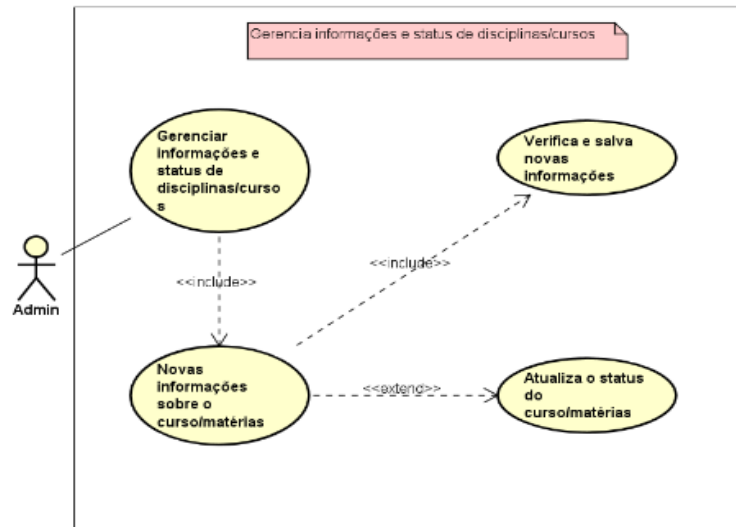 Gerencia informações e status de disciplinas/cursos
Gerenciar
informações e
status de
disciplinas/curso
s
Verifica e salva
novas
informações
<<include>>
<<include>>
Admin
Novas
informações
sobre o
curso/matérias
<<extend>>
Atualiza o status
do
curso/matérias